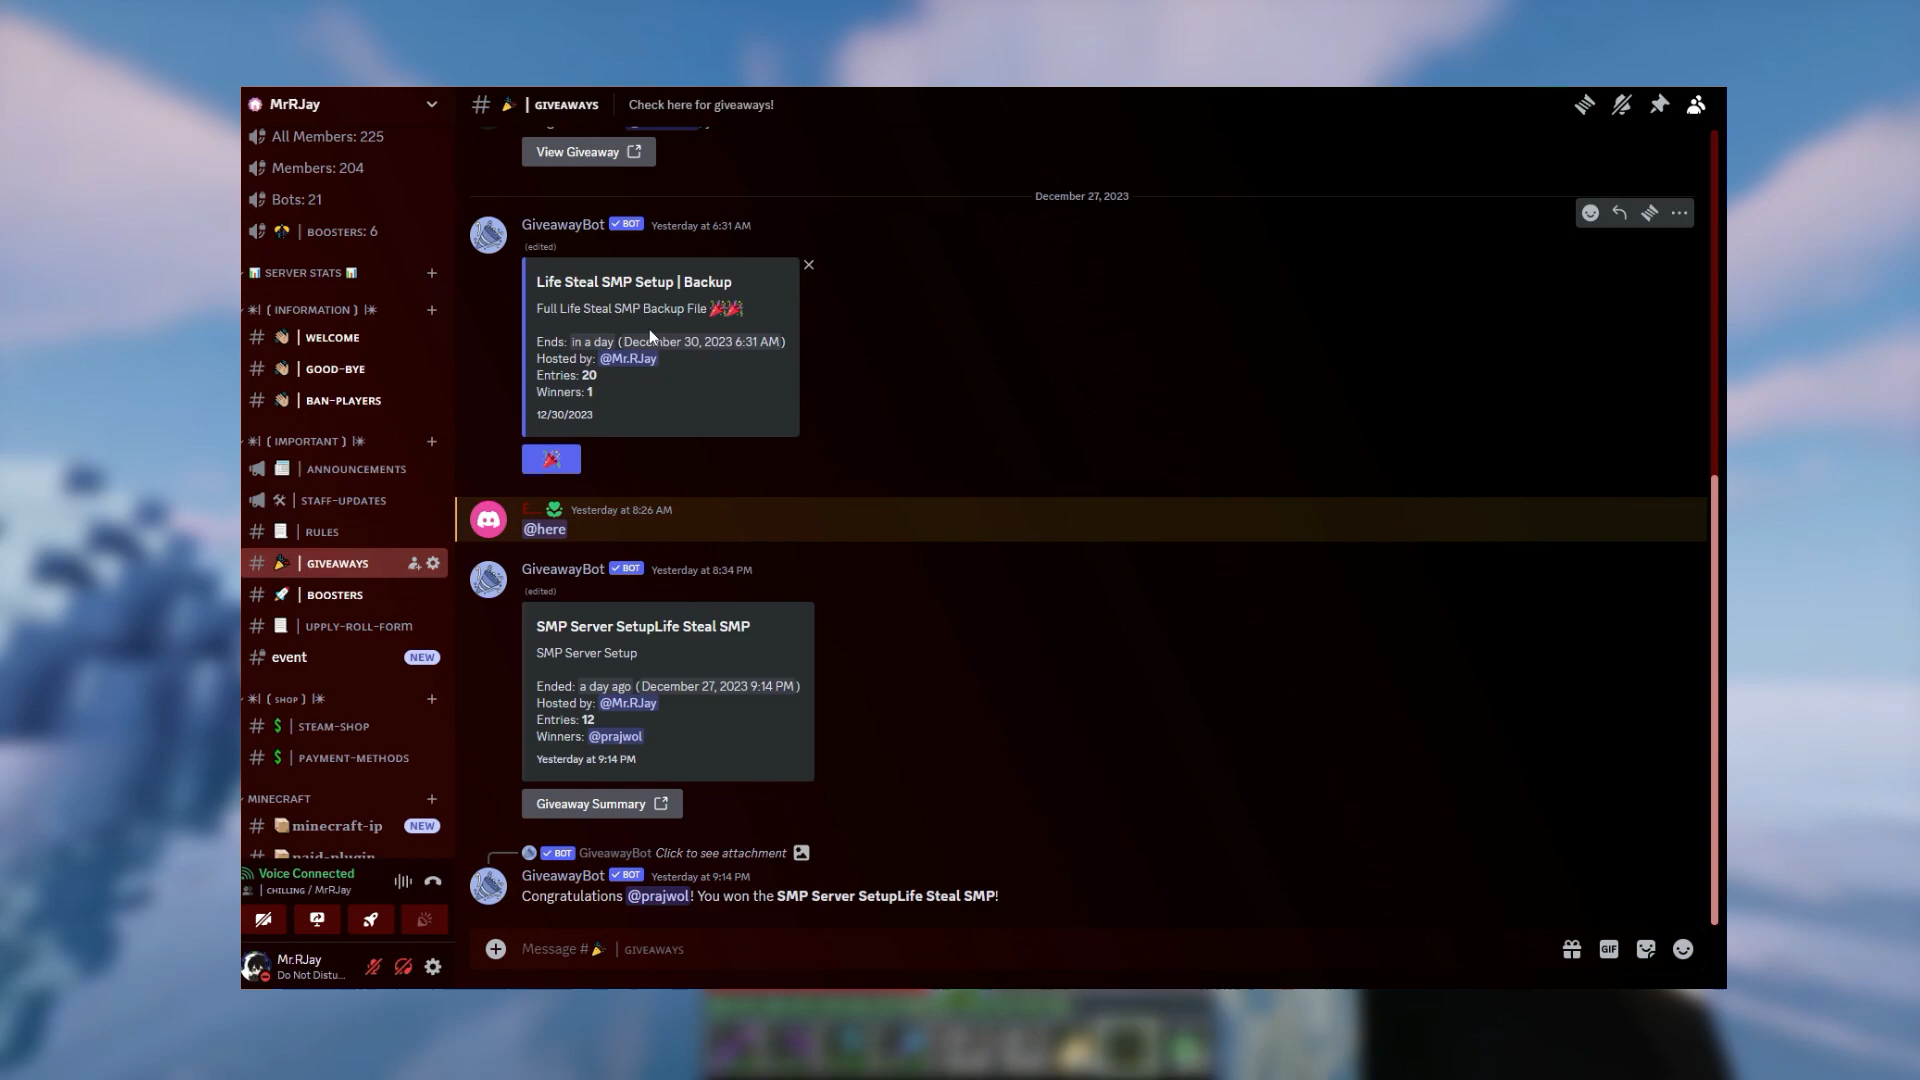 MrRJay
All Members: 225
Members: 204
Bots: 21
| BOOSTERS: 6
SERVER STATS
( INFORMATION )
| WELCOME
| GOOD-BYE
| BAN-PLAYERS
( IMPORTANT )
| ANNOUNCEMENTS
| STAFF-UPDATES
| RULES
| GIVEAWAYS
| BOOSTERS
| UPPLY-ROLL-FORM
event NEW
( SHOP )
$ | STEAM-SHOP
$ | PAYMENT-METHODS
MINECRAFT
minecraft-ip NEW
paid-plugin
Voice Connected
| CHILLING / MrRJay
Mr.RJay
Do Not Distu...
# | GIVEAWAYS Check here for giveaways!
View Giveaway
December 27, 2023
GiveawayBot BOT Yesterday at 6:31 AM
(edited)
Life Steal SMP Setup | Backup
Full Life Steal SMP Backup File
Ends: in a day (December 30, 2023 6:31 AM)
Hosted by: @Mr.RJay
Entries: 20
Winners: 1
12/30/2023
Yesterday at 8:26 AM
@here
GiveawayBot BOT Yesterday at 8:34 PM
(edited)
SMP Server SetupLife Steal SMP
SMP Server Setup
Ended: a day ago (December 27, 2023 9:14 PM)
Hosted by: @Mr.RJay
Entries: 12
Winners: @prajwol
Yesterday at 9:14 PM
Giveaway Summary
BOT GiveawayBot Click to see attachment
GiveawayBot BOT Yesterday at 9:14 PM
Congratulations @prajwol! You won the SMP Server SetupLife Steal SMP!
Message # | GIVEAWAYS
GIF